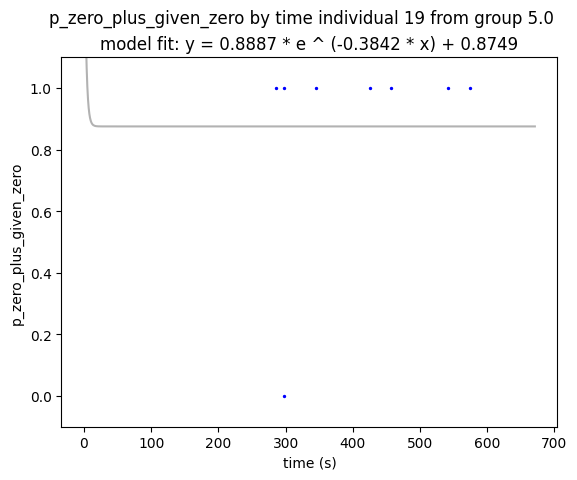 p_zero_plus_given_zero by time individual 19 from group 5.0
model fit: y = 0.8887 * e ^ (-0.3842 * x) + 0.8749
1.0
0.8
0.6
0.4
0.2
0.0
p_zero_plus_given_zero
0 100 200 300 400 500 600 700
time (s)